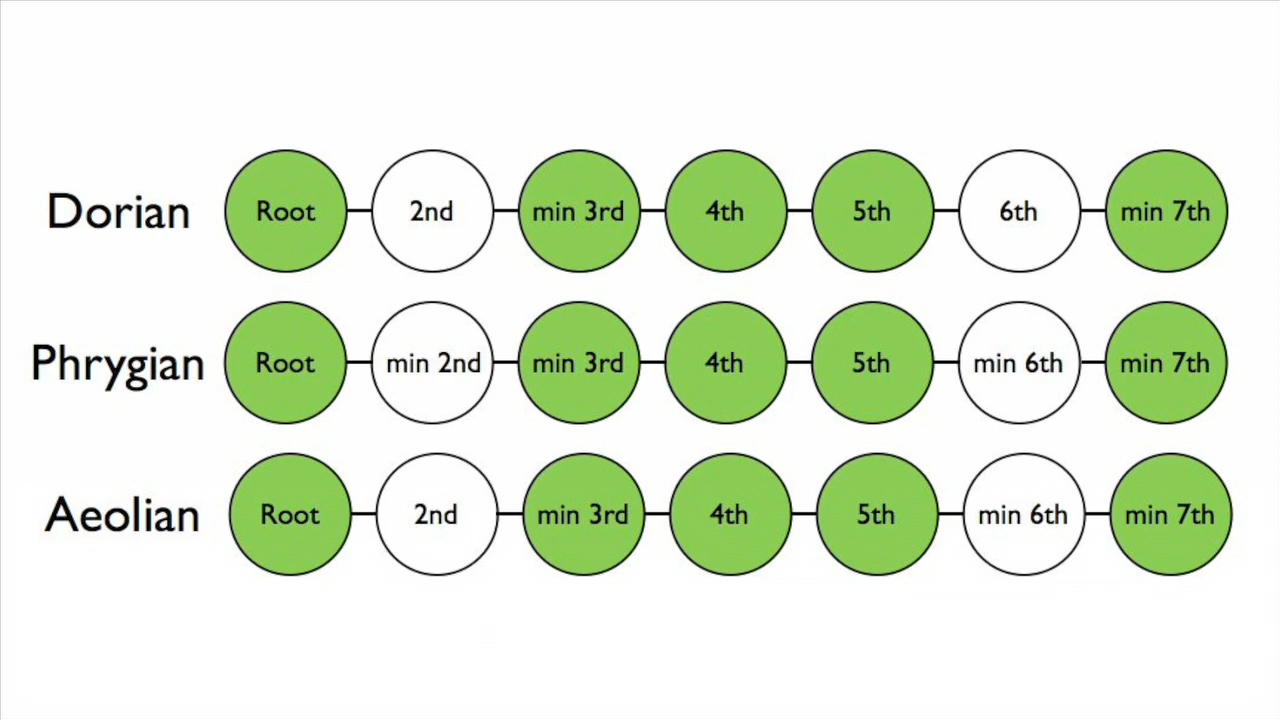 Dorian Root 2nd min 3rd 4th 5th 6th min 7th
Phrygian Root min 2nd min 3rd 4th 5th min 6th min 7th
Aeolian Root 2nd min 3rd 4th 5th min 6th min 7th